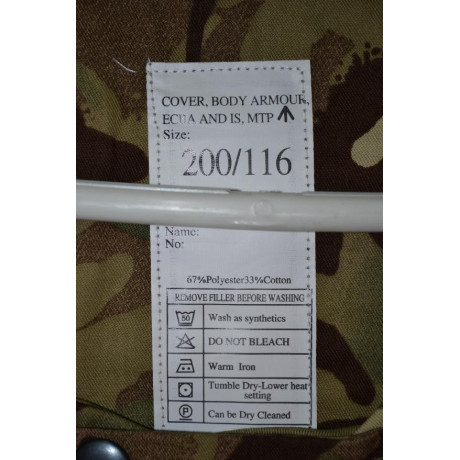 COVER, BODY ARMOUR,
ECBA AND IS, MTP
Size:
200/116
Name:
No:
67%Polyester33%Cotton
REMOVE FILLER BEFORE WASHING
50 Wash as synthetics
DO NOT BLEACH
Warm Iron
Tumble Dry-Lower heat
setting
P Can be Dry Cleaned